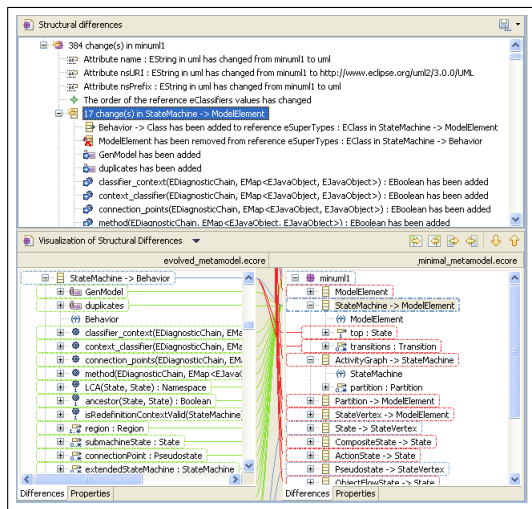 Structural differences
384 change(s) in minuml1
Attribute name : EString in uml has changed from minuml1 to uml
Attribute nsURI : EString in uml has changed from minuml1 to http://www.eclipse.org/uml2/3.0.0/UML
Attribute nsPrefix : EString in uml has changed from minuml1 to uml
The order of the reference eClassifiers values has changed
17 change(s) in StateMachine -> ModelElement
Behavior -> Class has been added to reference eSuperTypes : EClass in StateMachine -> ModelElement
ModelElement has been removed from reference eSuperTypes : EClass in StateMachine -> Behavior
GenModel has been added
duplicates has been added
classifier_context(EDiagnosticChain, EMap<EJavaObject, EJavaObject>) : EBoolean has been added
context_classifier(EDiagnosticChain, EMap<EJavaObject, EJavaObject>) : EBoolean has been added
connection_points(EDiagnosticChain, EMap<EJavaObject, EJavaObject>) : EBoolean has been added
method(EDiagnosticChain, EMap<EJavaObject, EJavaObject>) : EBoolean has been added
Visualization of Structural Differences
evolved_metamodel.ecore
StateMachine -> Behavior
GenModel
duplicates
Behavior
classifier_context(EDiagnosticChain, EMa
context_classifier(EDiagnosticChain, EMa
connection_points(EDiagnosticChain, EMa
method(EDiagnosticChain, EMap<EJavaO
LCA(State, State) : Namespace
ancestor(State, State) : Boolean
isRedefinitionContextValid(StateMachine
region : Region
submachineState : State
connectionPoint : Pseudostate
extendedStateMachine : StateMachine
Differences Properties
minimal_metamodel.ecore
minuml1
ModelElement
StateMachine -> ModelElement
ModelElement
top : State
transitions : Transition
ActivityGraph -> StateMachine
StateMachine
partition : Partition
Partition -> ModelElement
StateVertex -> ModelElement
State -> StateVertex
CompositeState -> State
ActionState -> State
Pseudostate -> StateVertex
ObjectFlowState -> State
Differences Properties